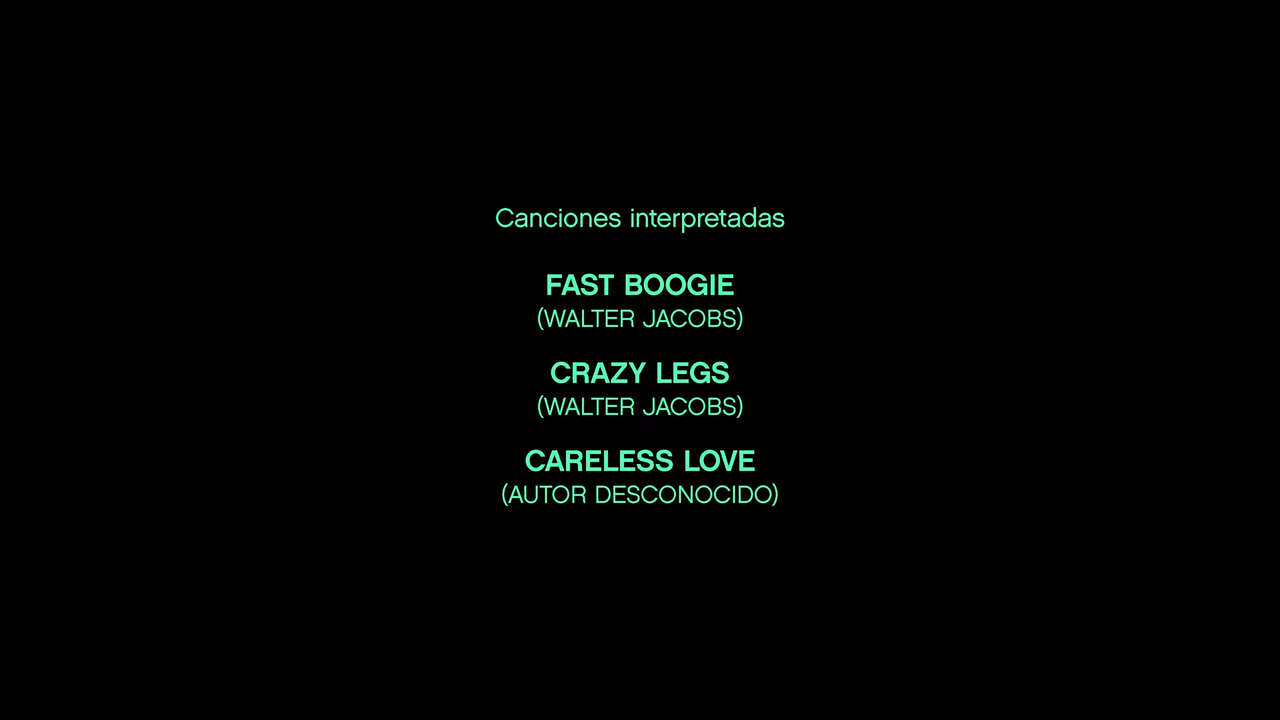 Canciones interpretadas
FAST BOOGIE
(WALTER JACOBS)
CRAZY LEGS
(WALTER JACOBS)
CARELESS LOVE
(AUTOR DESCONOCIDO)